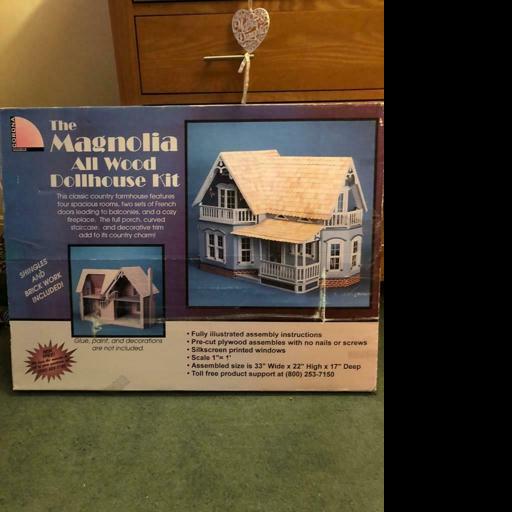 CORONA
The
Magnolia
All Wood
Dollhouse Kit
This classic country farmhouse features
four spacious rooms, two sets of French
doors leading to balconies, and a cozy
fireplace. The full porch, curved
staircase, and decorative trim
add to its country charm!
SHINGLES
AND
BRICK WORK
INCLUDED!
Glue, paint, and decorations
are not included.
• Fully illustrated assembly instructions
• Pre-cut plywood assembles with no nails or screws
• Silkscreen printed windows
• Scale 1"= 1'
• Assembled size is 33" Wide x 22" High x 17" Deep
• Toll free product support at (800) 253-7150